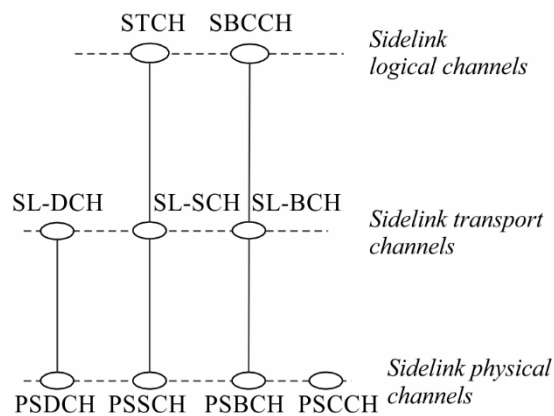 STCH SBCCH
Sidelink
logical channels
SL-DCH SL-SCH SL-BCH
Sidelink transport
channels
Sidelink physical
PSDCH PSSCH PSBCH PSCCH
channels